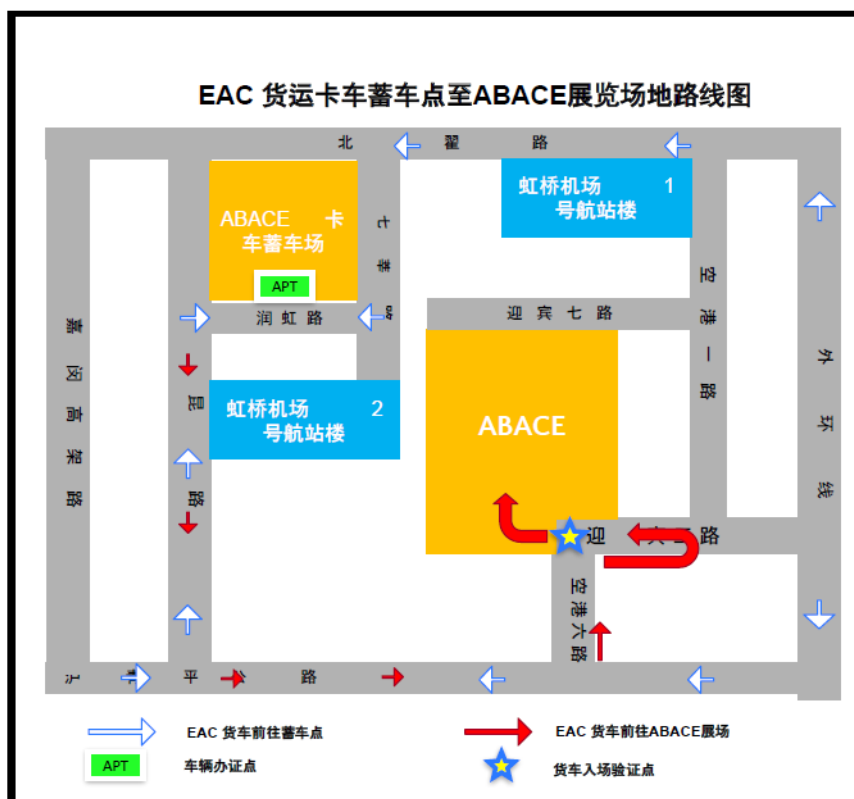 EAC 货运卡车蓄车点至ABACE展览场地路线图
北 翟 路
虹桥机场 1
号航站楼
ABACE 卡
车蓄车场
APT
七 莘
润虹路
迎宾七路
空港一路
外环线
嘉闵高架路
昆 路
虹桥机场 2
号航站楼
ABACE
迎 宾 路
空港六路
平 公 路
EAC 货车前往蓄车点
EAC 货车前往ABACE展场
APT
车辆办证点
货车入场验证点